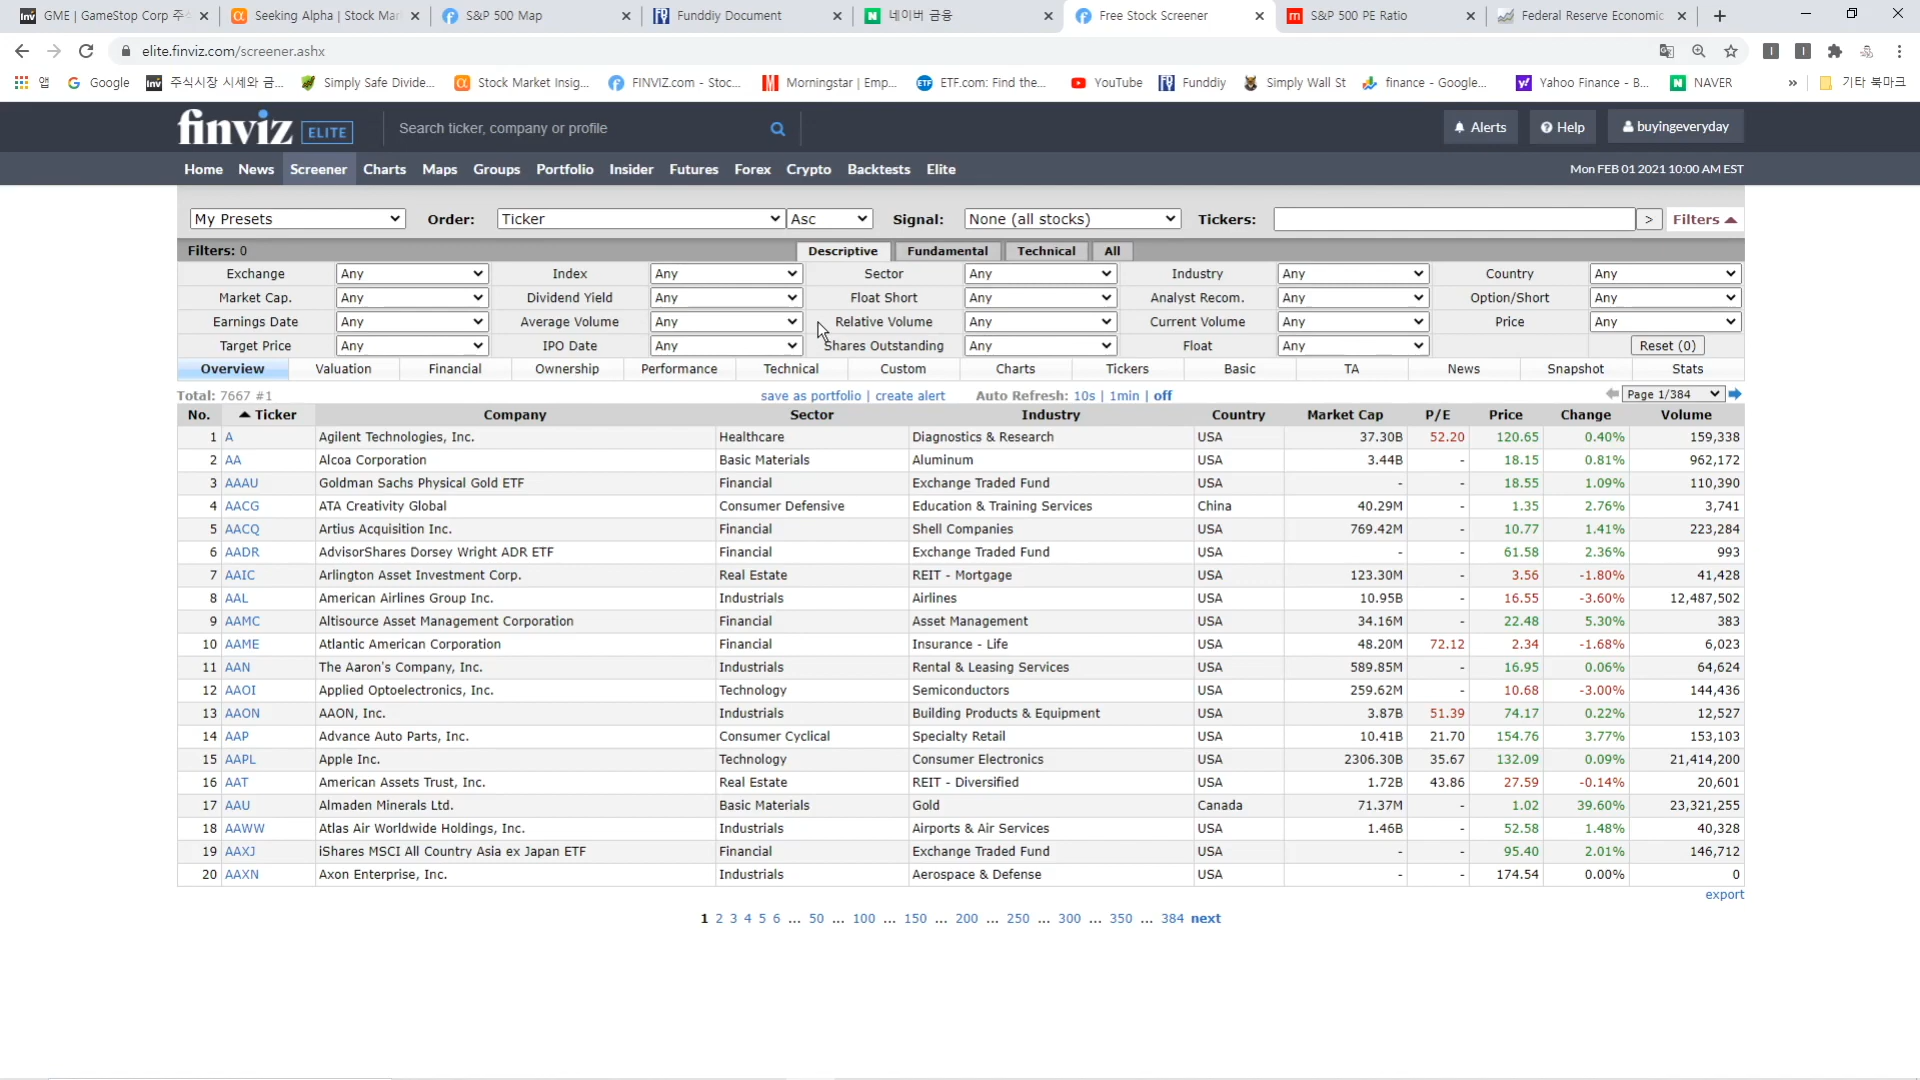 GME | GameStop Corp 주식
Seeking Alpha | Stock Mar
S&P 500 Map
Funddiy Document
네이버 금융
Free Stock Screener
S&P 500 PE Ratio
Federal Reserve Economic
elite.finviz.com/screener.ashx
앱 Google 주식시장 시세와 금... Simply Safe Divide... Stock Market Insig... FINVIZ.com - Stoc... Morningstar | Emp... ETF.com: Find the... YouTube Funddiy Simply Wall St finance - Google... Yahoo Finance - B... NAVER » 기타 북마크
finviz ELITE Search ticker, company or profile Alerts Help buyingeveryday
Home News Screener Charts Maps Groups Portfolio Insider Futures Forex Crypto Backtests Elite Mon FEB 01 2021 10:00 AM EST
My Presets Order: Ticker Asc Signal: None (all stocks) Tickers: > Filters
Filters: 0 Descriptive Fundamental Technical All
Exchange Any Index Any Sector Any Industry Any Country Any
Market Cap. Any Dividend Yield Any Float Short Any Analyst Recom. Any Option/Short Any
Earnings Date Any Average Volume Any Relative Volume Any Current Volume Any Price Any
Target Price Any IPO Date Any Shares Outstanding Any Float Any Reset (0)
Overview Valuation Financial Ownership Performance Technical Custom Charts Tickers Basic TA News Snapshot Stats
Total: 7667 #1 save as portfolio | create alert Auto Refresh: 10s | 1min | off Page 1/384
No. Ticker Company Sector Industry Country Market Cap P/E Price Change Volume
1 A Agilent Technologies, Inc. Healthcare Diagnostics & Research USA 37.30B 52.20 120.65 0.40% 159,338
2 AA Alcoa Corporation Basic Materials Aluminum USA 3.44B - 18.15 0.81% 962,172
3 AAAU Goldman Sachs Physical Gold ETF Financial Exchange Traded Fund USA - - 18.55 1.09% 110,390
4 AACG ATA Creativity Global Consumer Defensive Education & Training Services China 40.29M - 1.35 2.76% 3,741
5 AACQ Artius Acquisition Inc. Financial Shell Companies USA 769.42M - 10.77 1.41% 223,284
6 AADR AdvisorShares Dorsey Wright ADR ETF Financial Exchange Traded Fund USA - - 61.58 2.36% 993
7 AAIC Arlington Asset Investment Corp. Real Estate REIT - Mortgage USA 123.30M - 3.56 -1.80% 41,428
8 AAL American Airlines Group Inc. Industrials Airlines USA 10.95B - 16.55 -3.60% 12,487,502
9 AAMC Altisource Asset Management Corporation Financial Asset Management USA 34.16M - 22.48 5.30% 383
10 AAME Atlantic American Corporation Financial Insurance - Life USA 48.20M 72.12 2.34 -1.68% 6,023
11 AAN The Aaron's Company, Inc. Industrials Rental & Leasing Services USA 589.85M - 16.95 0.06% 64,624
12 AAOI Applied Optoelectronics, Inc. Technology Semiconductors USA 259.62M - 10.68 -3.00% 144,436
13 AAON AAON, Inc. Industrials Building Products & Equipment USA 3.87B 51.39 74.17 0.22% 12,527
14 AAP Advance Auto Parts, Inc. Consumer Cyclical Specialty Retail USA 10.41B 21.70 154.76 3.77% 153,103
15 AAPL Apple Inc. Technology Consumer Electronics USA 2306.30B 35.67 132.09 0.09% 21,414,200
16 AAT American Assets Trust, Inc. Real Estate REIT - Diversified USA 1.72B 43.86 27.59 -0.14% 20,601
17 AAU Almaden Minerals Ltd. Basic Materials Gold Canada 71.37M - 1.02 39.60% 23,321,255
18 AAWW Atlas Air Worldwide Holdings, Inc. Industrials Airports & Air Services USA 1.46B - 52.58 1.48% 40,328
19 AAXJ iShares MSCI All Country Asia ex Japan ETF Financial Exchange Traded Fund USA - - 95.40 2.01% 146,712
20 AAXN Axon Enterprise, Inc. Industrials Aerospace & Defense USA - - 174.54 0.00% 0
export
1 2 3 4 5 6 ... 50 ... 100 ... 150 ... 200 ... 250 ... 300 ... 350 ... 384 next